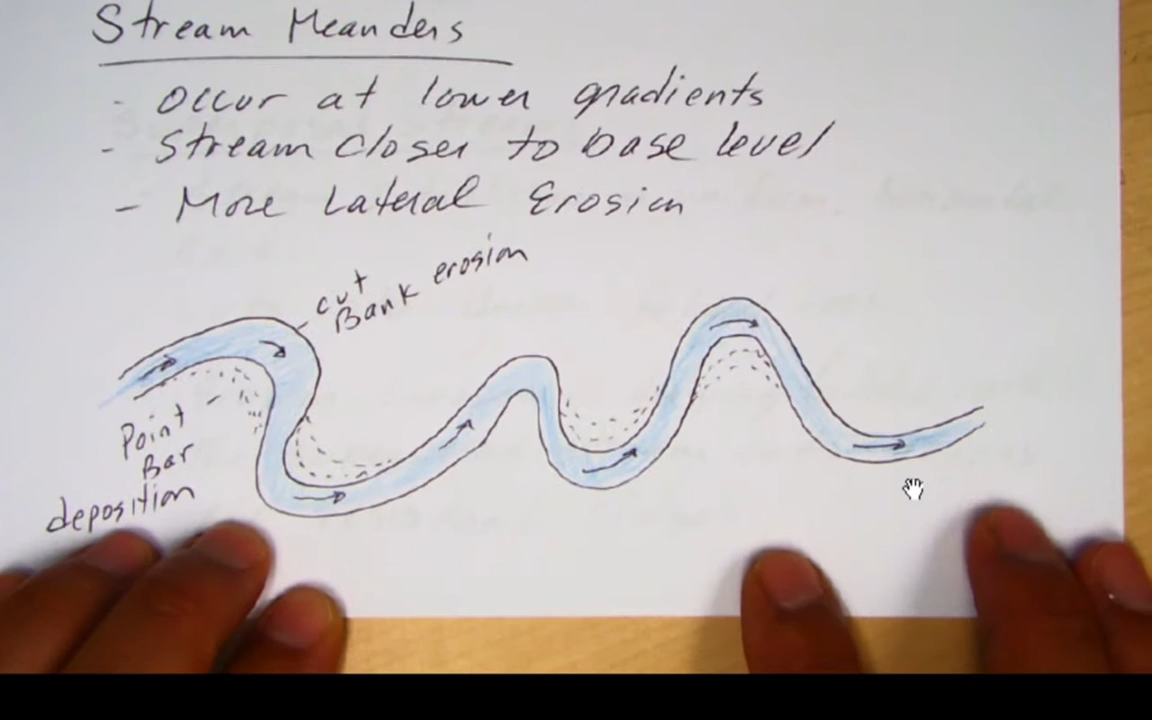 Stream Meanders
- Occur at lower gradients
- Stream closer to base level
- More Lateral Erosion
cut
Bank erosion
Point
Bar
deposition